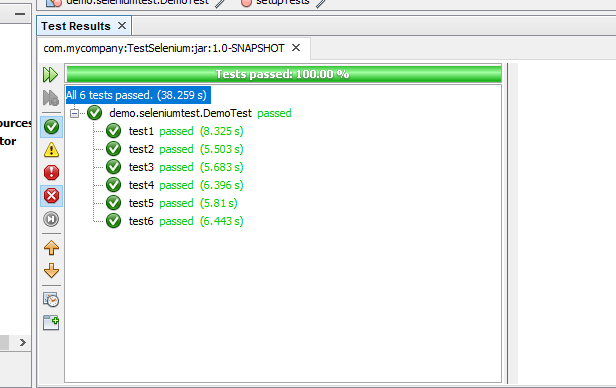 demo.seleniumtest.DemoTest setupTests
Test Results
com.mycompany:TestSelenium:jar:1.0-SNAPSHOT
Tests passed: 100.00 %
All 6 tests passed. (38.259 s)
demo.seleniumtest.DemoTest passed
test1 passed (8.325 s)
test2 passed (5.503 s)
test3 passed (5.683 s)
test4 passed (6.396 s)
test5 passed (5.81 s)
test6 passed (6.443 s)
ources
tor